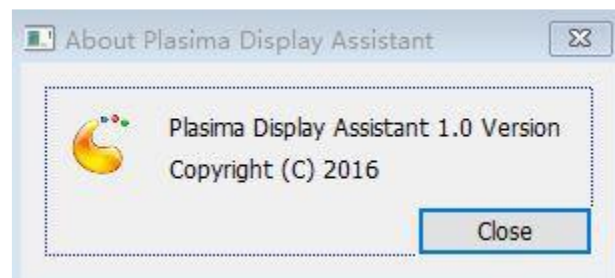 About Plasima Display Assistant
Plasima Display Assistant 1.0 Version
Copyright (C) 2016
Close